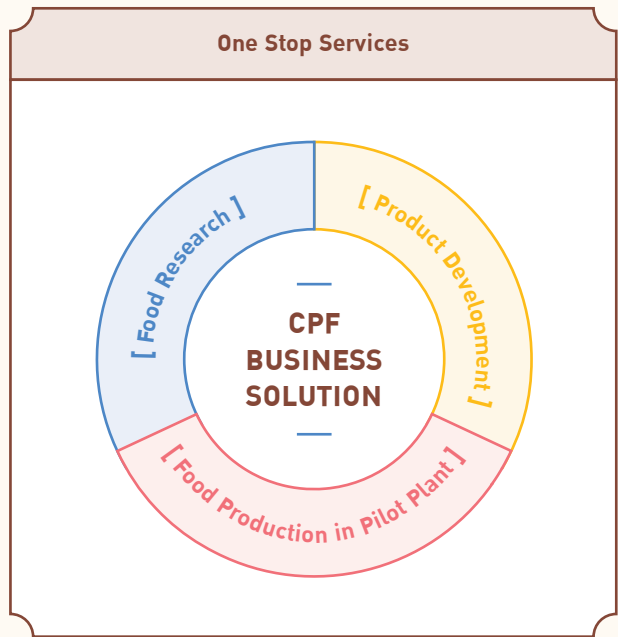 One Stop Services
[ Food Research ]
[ Product Development ]
CPF
BUSINESS
SOLUTION
[ Food Production in Pilot Plant ]